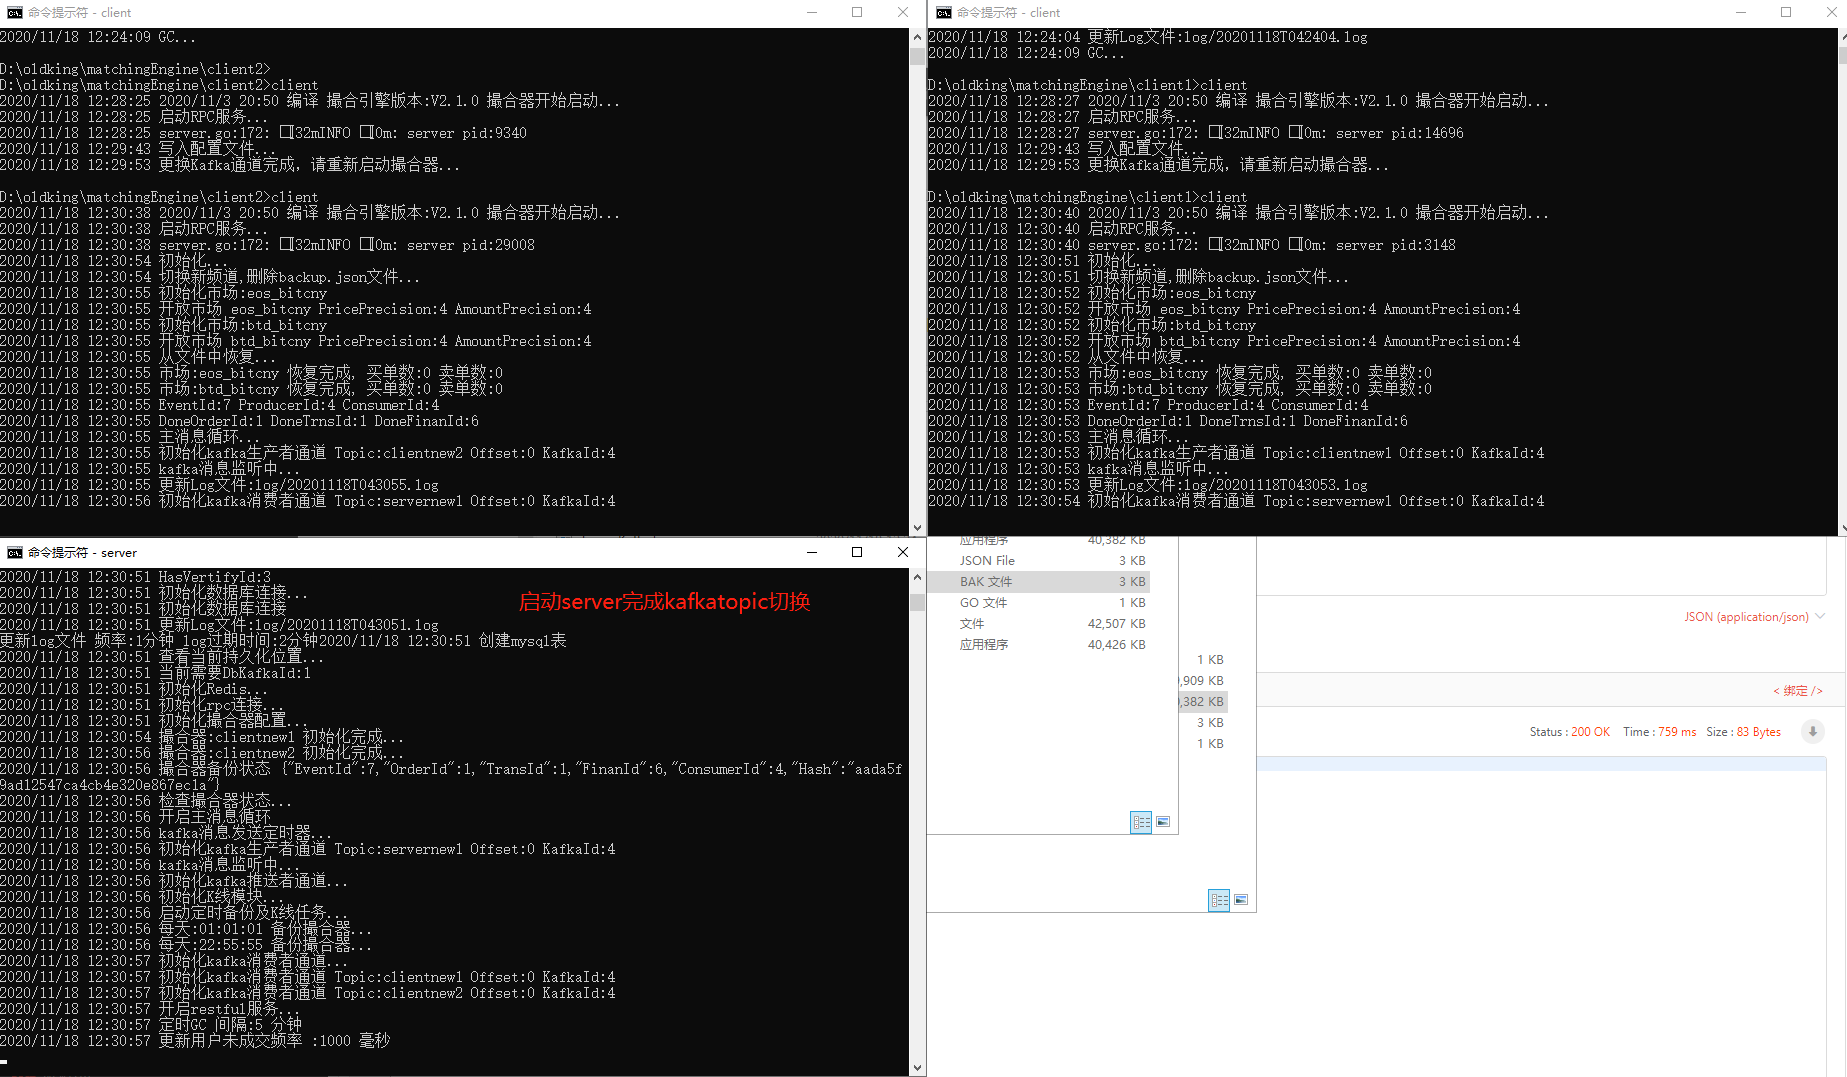 命令提示符 - client
2020/11/18 12:24:09 GC...
D:\oldking\matchingEngine\client2>
D:\oldking\matchingEngine\client2>client
2020/11/18 12:28:25 2020/11/3 20:50 编译 撮合引擎版本:V2.1.0 撮合器开始启动...
2020/11/18 12:28:25 启动RPC服务...
2020/11/18 12:28:25 server.go:172: [32mINFO [0m: server pid:9340
2020/11/18 12:29:43 写入配置文件...
2020/11/18 12:29:53 更换Kafka通道完成，请重新启动撮合器...
D:\oldking\matchingEngine\client2>client
2020/11/18 12:30:38 2020/11/3 20:50 编译 撮合引擎版本:V2.1.0 撮合器开始启动...
2020/11/18 12:30:38 启动RPC服务...
2020/11/18 12:30:38 server.go:172: [32mINFO [0m: server pid:29008
2020/11/18 12:30:54 初始化...
2020/11/18 12:30:54 切换新频道,删除backup.json文件...
2020/11/18 12:30:55 初始化市场:eos_bitcny
2020/11/18 12:30:55 开放市场 eos_bitcny PricePrecision:4 AmountPrecision:4
2020/11/18 12:30:55 初始化市场:btd_bitcny
2020/11/18 12:30:55 开放市场 btd_bitcny PricePrecision:4 AmountPrecision:4
2020/11/18 12:30:55 从文件中恢复...
2020/11/18 12:30:55 市场:eos_bitcny 恢复完成, 买单数:0 卖单数:0
2020/11/18 12:30:55 市场:btd_bitcny 恢复完成, 买单数:0 卖单数:0
2020/11/18 12:30:55 EventId:7 ProducerId:4 ConsumerId:4
2020/11/18 12:30:55 DoneOrderId:1 DoneTrnsId:1 DoneFinanId:6
2020/11/18 12:30:55 主消息循环...
2020/11/18 12:30:55 初始化kafka生产者通道 Topic:clientnew2 Offset:0 KafkaId:4
2020/11/18 12:30:55 kafka消息监听中...
2020/11/18 12:30:55 更新Log文件:log/20201118T043055.log
2020/11/18 12:30:56 初始化kafka消费者通道 Topic:servernew1 Offset:0 KafkaId:4
命令提示符 - client
2020/11/18 12:24:04 更新Log文件:log/20201118T042404.log
2020/11/18 12:24:09 GC...
D:\oldking\matchingEngine\client1>client
2020/11/18 12:28:27 2020/11/3 20:50 编译 撮合引擎版本:V2.1.0 撮合器开始启动...
2020/11/18 12:28:27 启动RPC服务...
2020/11/18 12:28:27 server.go:172: [32mINFO [0m: server pid:14696
2020/11/18 12:29:43 写入配置文件...
2020/11/18 12:29:53 更换Kafka通道完成，请重新启动撮合器...
D:\oldking\matchingEngine\client1>client
2020/11/18 12:30:40 2020/11/3 20:50 编译 撮合引擎版本:V2.1.0 撮合器开始启动...
2020/11/18 12:30:40 启动RPC服务...
2020/11/18 12:30:40 server.go:172: [32mINFO [0m: server pid:3148
2020/11/18 12:30:51 初始化...
2020/11/18 12:30:51 切换新频道,删除backup.json文件...
2020/11/18 12:30:52 初始化市场:eos_bitcny
2020/11/18 12:30:52 开放市场 eos_bitcny PricePrecision:4 AmountPrecision:4
2020/11/18 12:30:52 初始化市场:btd_bitcny
2020/11/18 12:30:52 开放市场 btd_bitcny PricePrecision:4 AmountPrecision:4
2020/11/18 12:30:52 从文件中恢复...
2020/11/18 12:30:53 市场:eos_bitcny 恢复完成, 买单数:0 卖单数:0
2020/11/18 12:30:53 市场:btd_bitcny 恢复完成, 买单数:0 卖单数:0
2020/11/18 12:30:53 EventId:7 ProducerId:4 ConsumerId:4
2020/11/18 12:30:53 DoneOrderId:1 DoneTrnsId:1 DoneFinanId:6
2020/11/18 12:30:53 主消息循环...
2020/11/18 12:30:53 初始化kafka生产者通道 Topic:clientnew1 Offset:0 KafkaId:4
2020/11/18 12:30:53 kafka消息监听中...
2020/11/18 12:30:53 更新Log文件:log/20201118T043053.log
2020/11/18 12:30:54 初始化kafka消费者通道 Topic:servernew1 Offset:0 KafkaId:4
命令提示符 - server
2020/11/18 12:30:51 HasVertifyId:3
2020/11/18 12:30:51 初始化数据库连接...
启动server完成kafkatopic切换
2020/11/18 12:30:51 初始化数据库连接
2020/11/18 12:30:51 更新Log文件:log/20201118T043051.log
更新log文件 频率:1分钟 log过期时间:2分钟2020/11/18 12:30:51 创建mysql表
2020/11/18 12:30:51 查看当前持久化位置...
2020/11/18 12:30:51 当前需要DbKafkaId:1
2020/11/18 12:30:51 初始化Redis...
2020/11/18 12:30:51 初始化rpc连接...
2020/11/18 12:30:51 初始化撮合器配置...
2020/11/18 12:30:54 撮合器:clientnew1 初始化完成...
2020/11/18 12:30:56 撮合器:clientnew2 初始化完成...
2020/11/18 12:30:56 撮合器备份状态 {"EventId":7,"OrderId":1,"TransId":1,"FinanId":6,"ConsumerId":4,"Hash":"aada5f
9ad12547ca4cb4e320e867ec1a"}
2020/11/18 12:30:56 检查撮合器状态...
2020/11/18 12:30:56 开启主消息循环
2020/11/18 12:30:56 kafka消息发送定时器...
2020/11/18 12:30:56 初始化kafka生产者通道 Topic:servernew1 Offset:0 KafkaId:4
2020/11/18 12:30:56 kafka消息监听中...
2020/11/18 12:30:56 初始化kafka推送者通道...
2020/11/18 12:30:56 初始化K线模块...
2020/11/18 12:30:56 启动定时备份及K线任务...
2020/11/18 12:30:56 每天:01:01:01 备份撮合器...
2020/11/18 12:30:56 每天:22:55:55 备份撮合器...
2020/11/18 12:30:57 初始化kafka消费者通道...
2020/11/18 12:30:57 初始化kafka消费者通道 Topic:clientnew1 Offset:0 KafkaId:4
2020/11/18 12:30:57 初始化kafka消费者通道 Topic:clientnew2 Offset:0 KafkaId:4
2020/11/18 12:30:57 开启restful服务...
2020/11/18 12:30:57 定时GC 间隔:5 分钟
2020/11/18 12:30:57 更新用户未成交频率 :1000 毫秒
应用程序 40,382 KB
JSON File 3 KB
BAK 文件 3 KB
GO 文件 1 KB
文件 42,507 KB
应用程序 40,426 KB
1 KB
,909 KB
,382 KB
3 KB
1 KB
JSON (application/json)
< 绑定 />
Status : 200 OK Time : 759 ms Size : 83 Bytes